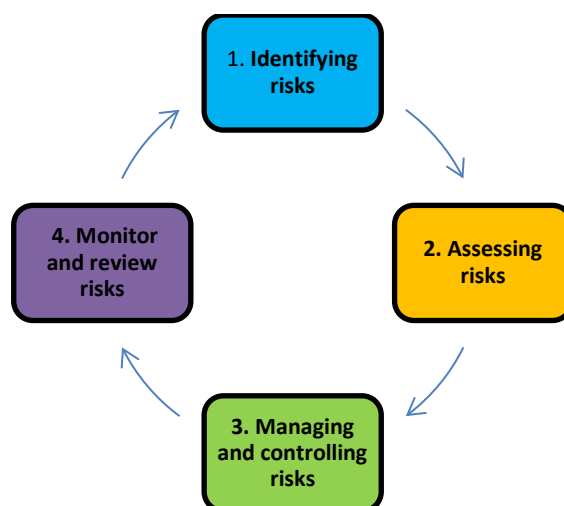 1. Identifying
risks
2. Assessing
risks
3. Managing
and controlling
risks
4. Monitor
and review
risks